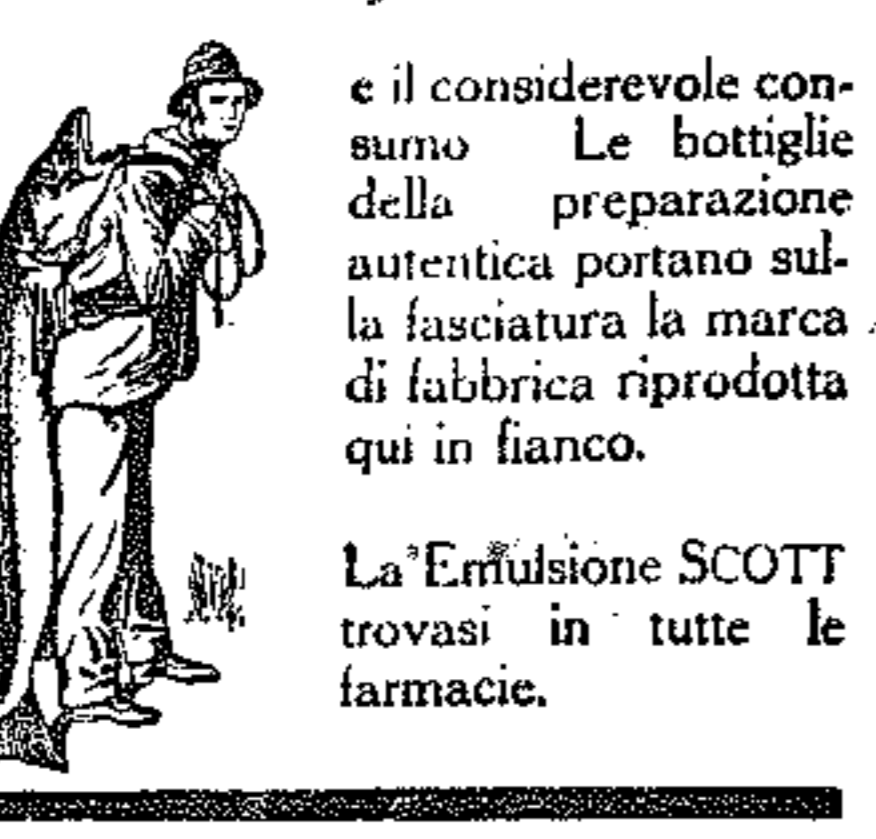 e il considerevole con-
sumo Le bottiglie
della preparazione
autentica portano sul-
la fasciatura la marca
di fabbrica riprodotta
qui in fianco.
La Emulsione SCOTT
trovasi in tutte le
farmacie.